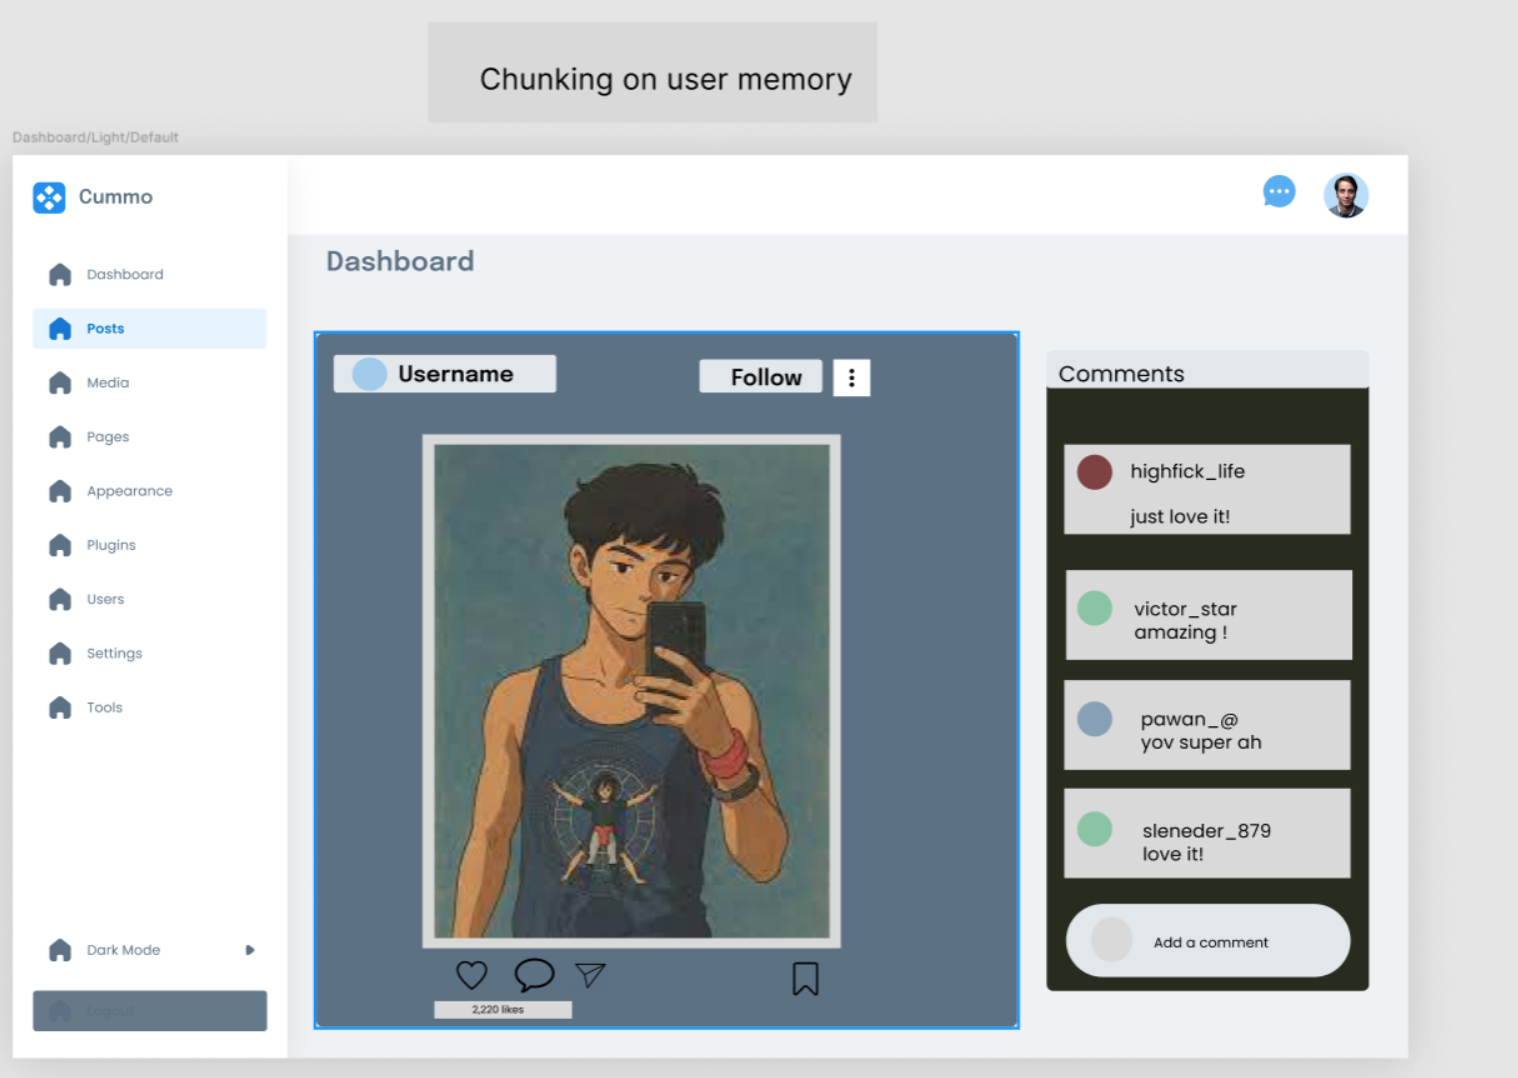 Chunking on user memory
Dashboard/Light/Default
Cummo
Dashboard
Posts
Media
Pages
Appearance
Plugins
Users
Settings
Tools
Dark Mode
Logout
Dashboard
Username
Follow
2,220 likes
Comments
highfick_life
just love it!
victor_star
amazing !
pawan_@
yov super ah
sleneder_879
love it!
Add a comment